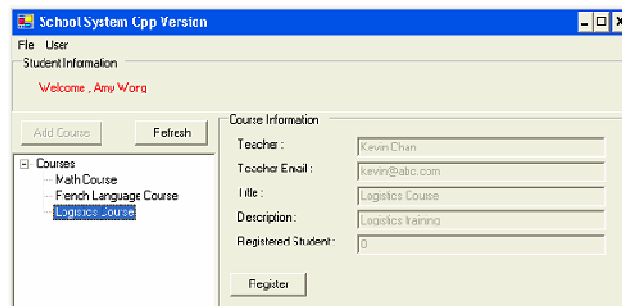 School System Cpp Version
File User
Student Information
Welcome , Amy Wong
Add Course Refresh
Courses
Math Course
French Language Course
Logistics Course
Course Information
Teacher : Kevin Chan
Teacher Email : kevin@abc.com
Title : Logistics Course
Description : Logistics training
Registered Student : 0
Register